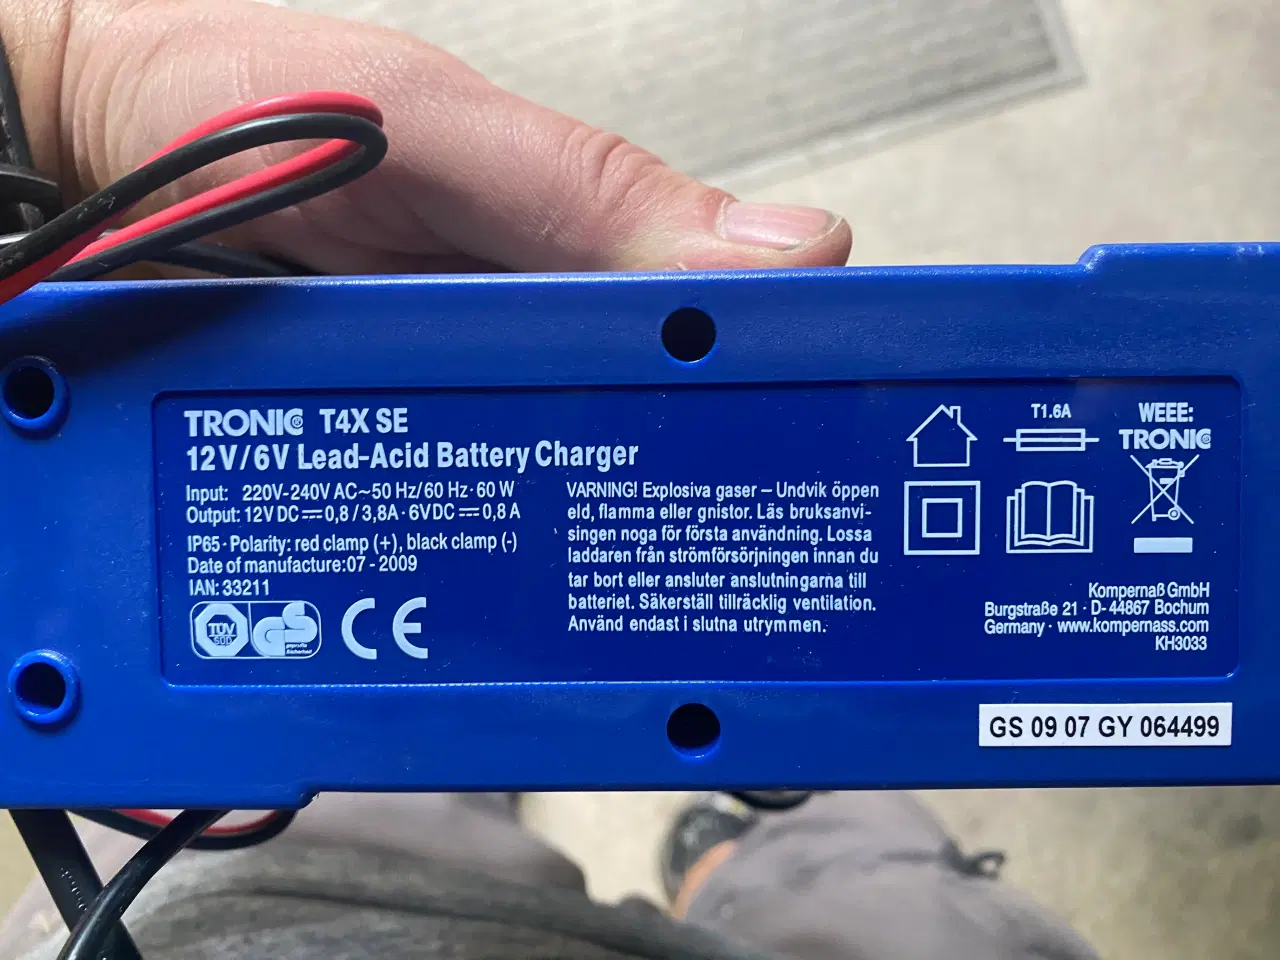 TRONIC T4X SE
12V/6V Lead-Acid Battery Charger
Input: 220V-240V AC~50 Hz/60 Hz·60 W
Output: 12V DC⎓0,8/3,8A·6V DC⎓0,8 A
IP65·Polarity: red clamp (+), black clamp (-)
Date of manufacture:07-2009
IAN: 33211
TÜV
SÜD
GS
geprüfte
Sicherheit
CE
VARNING! Explosiva gaser – Undvik öppen
eld, flamma eller gnistor. Läs bruksanvi-
singen noga för första användning. Lossa
laddaren från strömförsörjningen innan du
tar bort eller ansluter anslutningarna till
batteriet. Säkerställ tillräcklig ventilation.
Använd endast i slutna utrymmen.
T1.6A
WEEE:
TRONIC
Kompernaß GmbH
Burgstraße 21 · D-44867 Bochum
Germany · www.kompernass.com
KH3033
GS 09 07 GY 064499